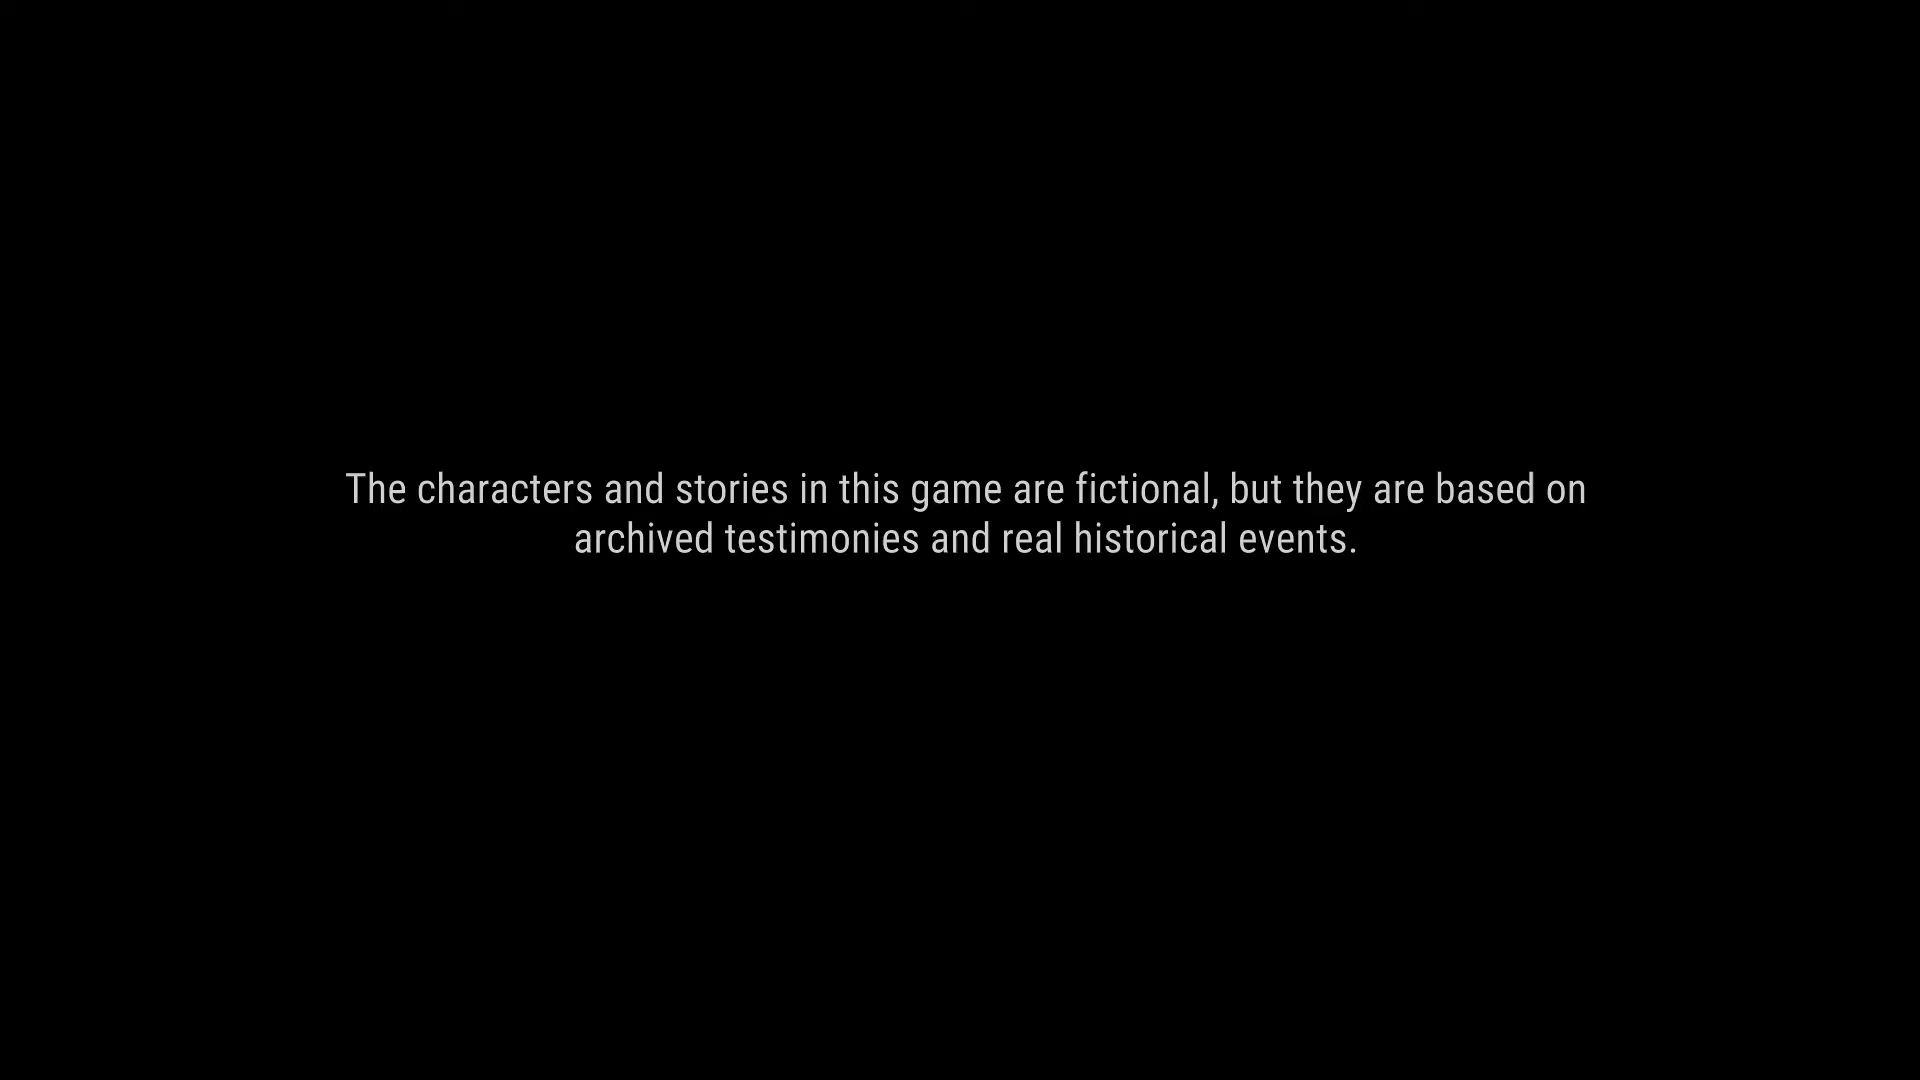 The characters and stories in this game are fictional, but they are based on
archived testimonies and real historical events.